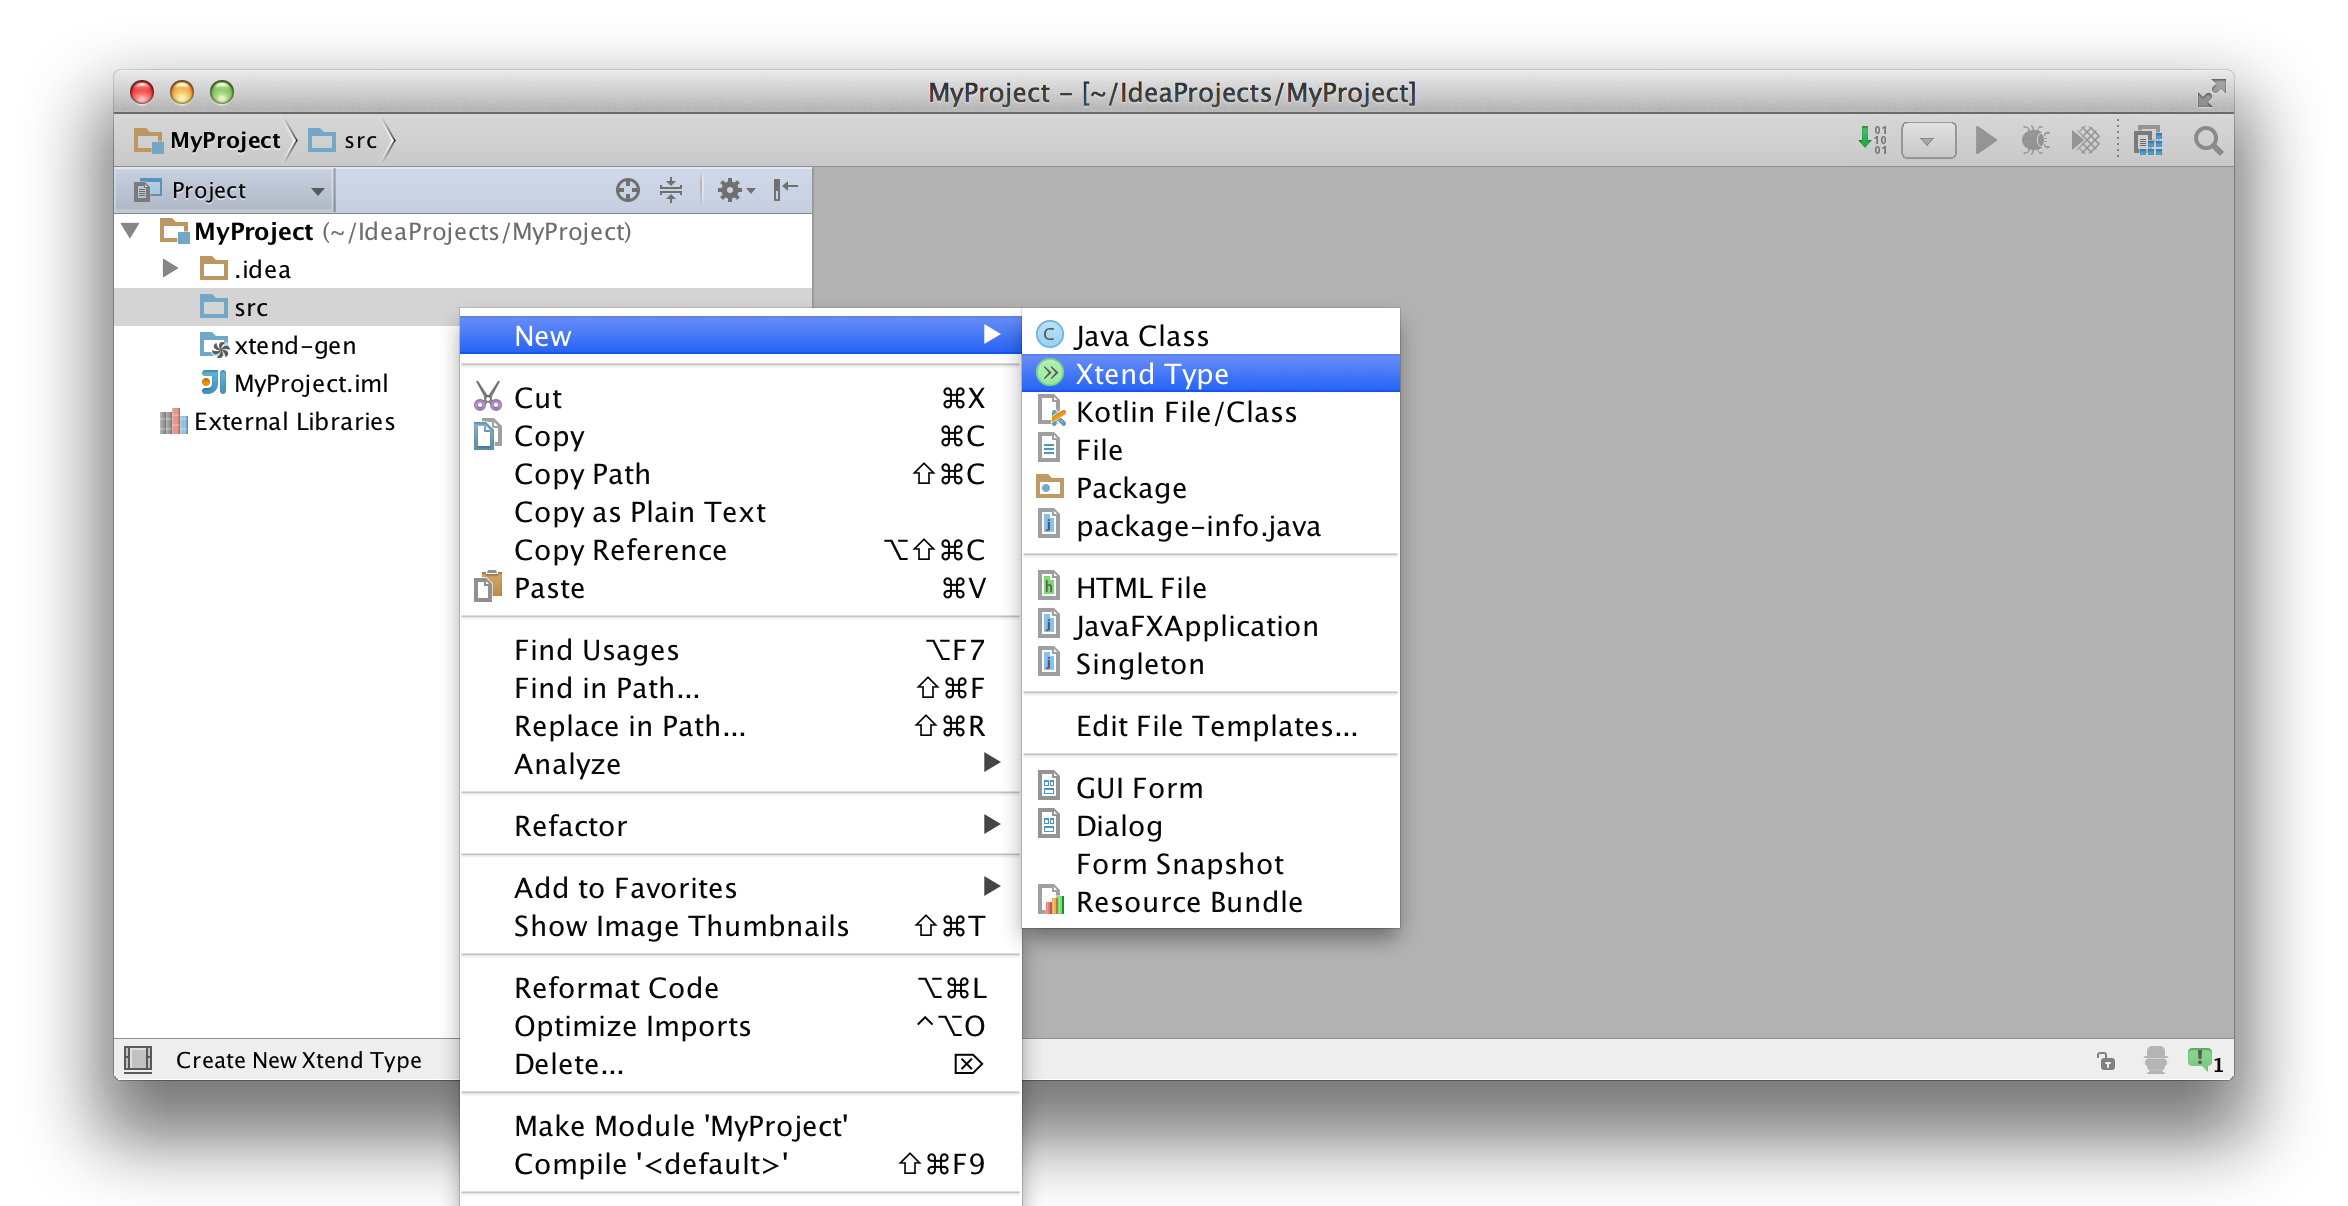 MyProject – [~/IdeaProjects/MyProject]
MyProject src
01
10
01
Project
MyProject (~/IdeaProjects/MyProject)
.idea
src
xtend-gen
MyProject.iml
External Libraries
New
Cut ⌘X
Copy ⌘C
Copy Path ⇧⌘C
Copy as Plain Text
Copy Reference ⌥⇧⌘C
Paste ⌘V
Find Usages ⌥F7
Find in Path... ⇧⌘F
Replace in Path... ⇧⌘R
Analyze
Refactor
Add to Favorites
Show Image Thumbnails ⇧⌘T
Reformat Code ⌥⌘L
Optimize Imports ^⌥O
Delete... ⌦
Make Module 'MyProject'
Compile '<default>' ⇧⌘F9
Java Class
Xtend Type
Kotlin File/Class
File
Package
package-info.java
HTML File
JavaFXApplication
Singleton
Edit File Templates...
GUI Form
Dialog
Form Snapshot
Resource Bundle
Create New Xtend Type
1